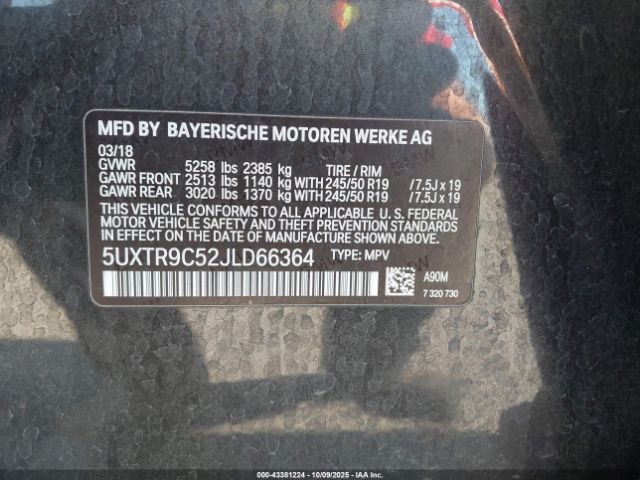 MFD BY BAYERISCHE MOTOREN WERKE AG
03/18
GVWR 5258 lbs 2385 kg TIRE / RIM
GAWR FRONT 2513 lbs 1140 kg WITH 245/50 R19 /7.5J x 19
GAWR REAR 3020 lbs 1370 kg WITH 245/50 R19 /7.5J x 19
THIS VEHICLE CONFORMS TO ALL APPLICABLE U. S. FEDERAL
MOTOR VEHICLE SAFETY AND THEFT PREVENTION
STANDARDS IN EFFECT ON THE DATE OF MANUFACTURE SHOWN ABOVE.
5UXTR9C52JLD66364 TYPE: MPV
A90M
7 320 730
000-43381224 | 10/09/2025 | IAA Inc.